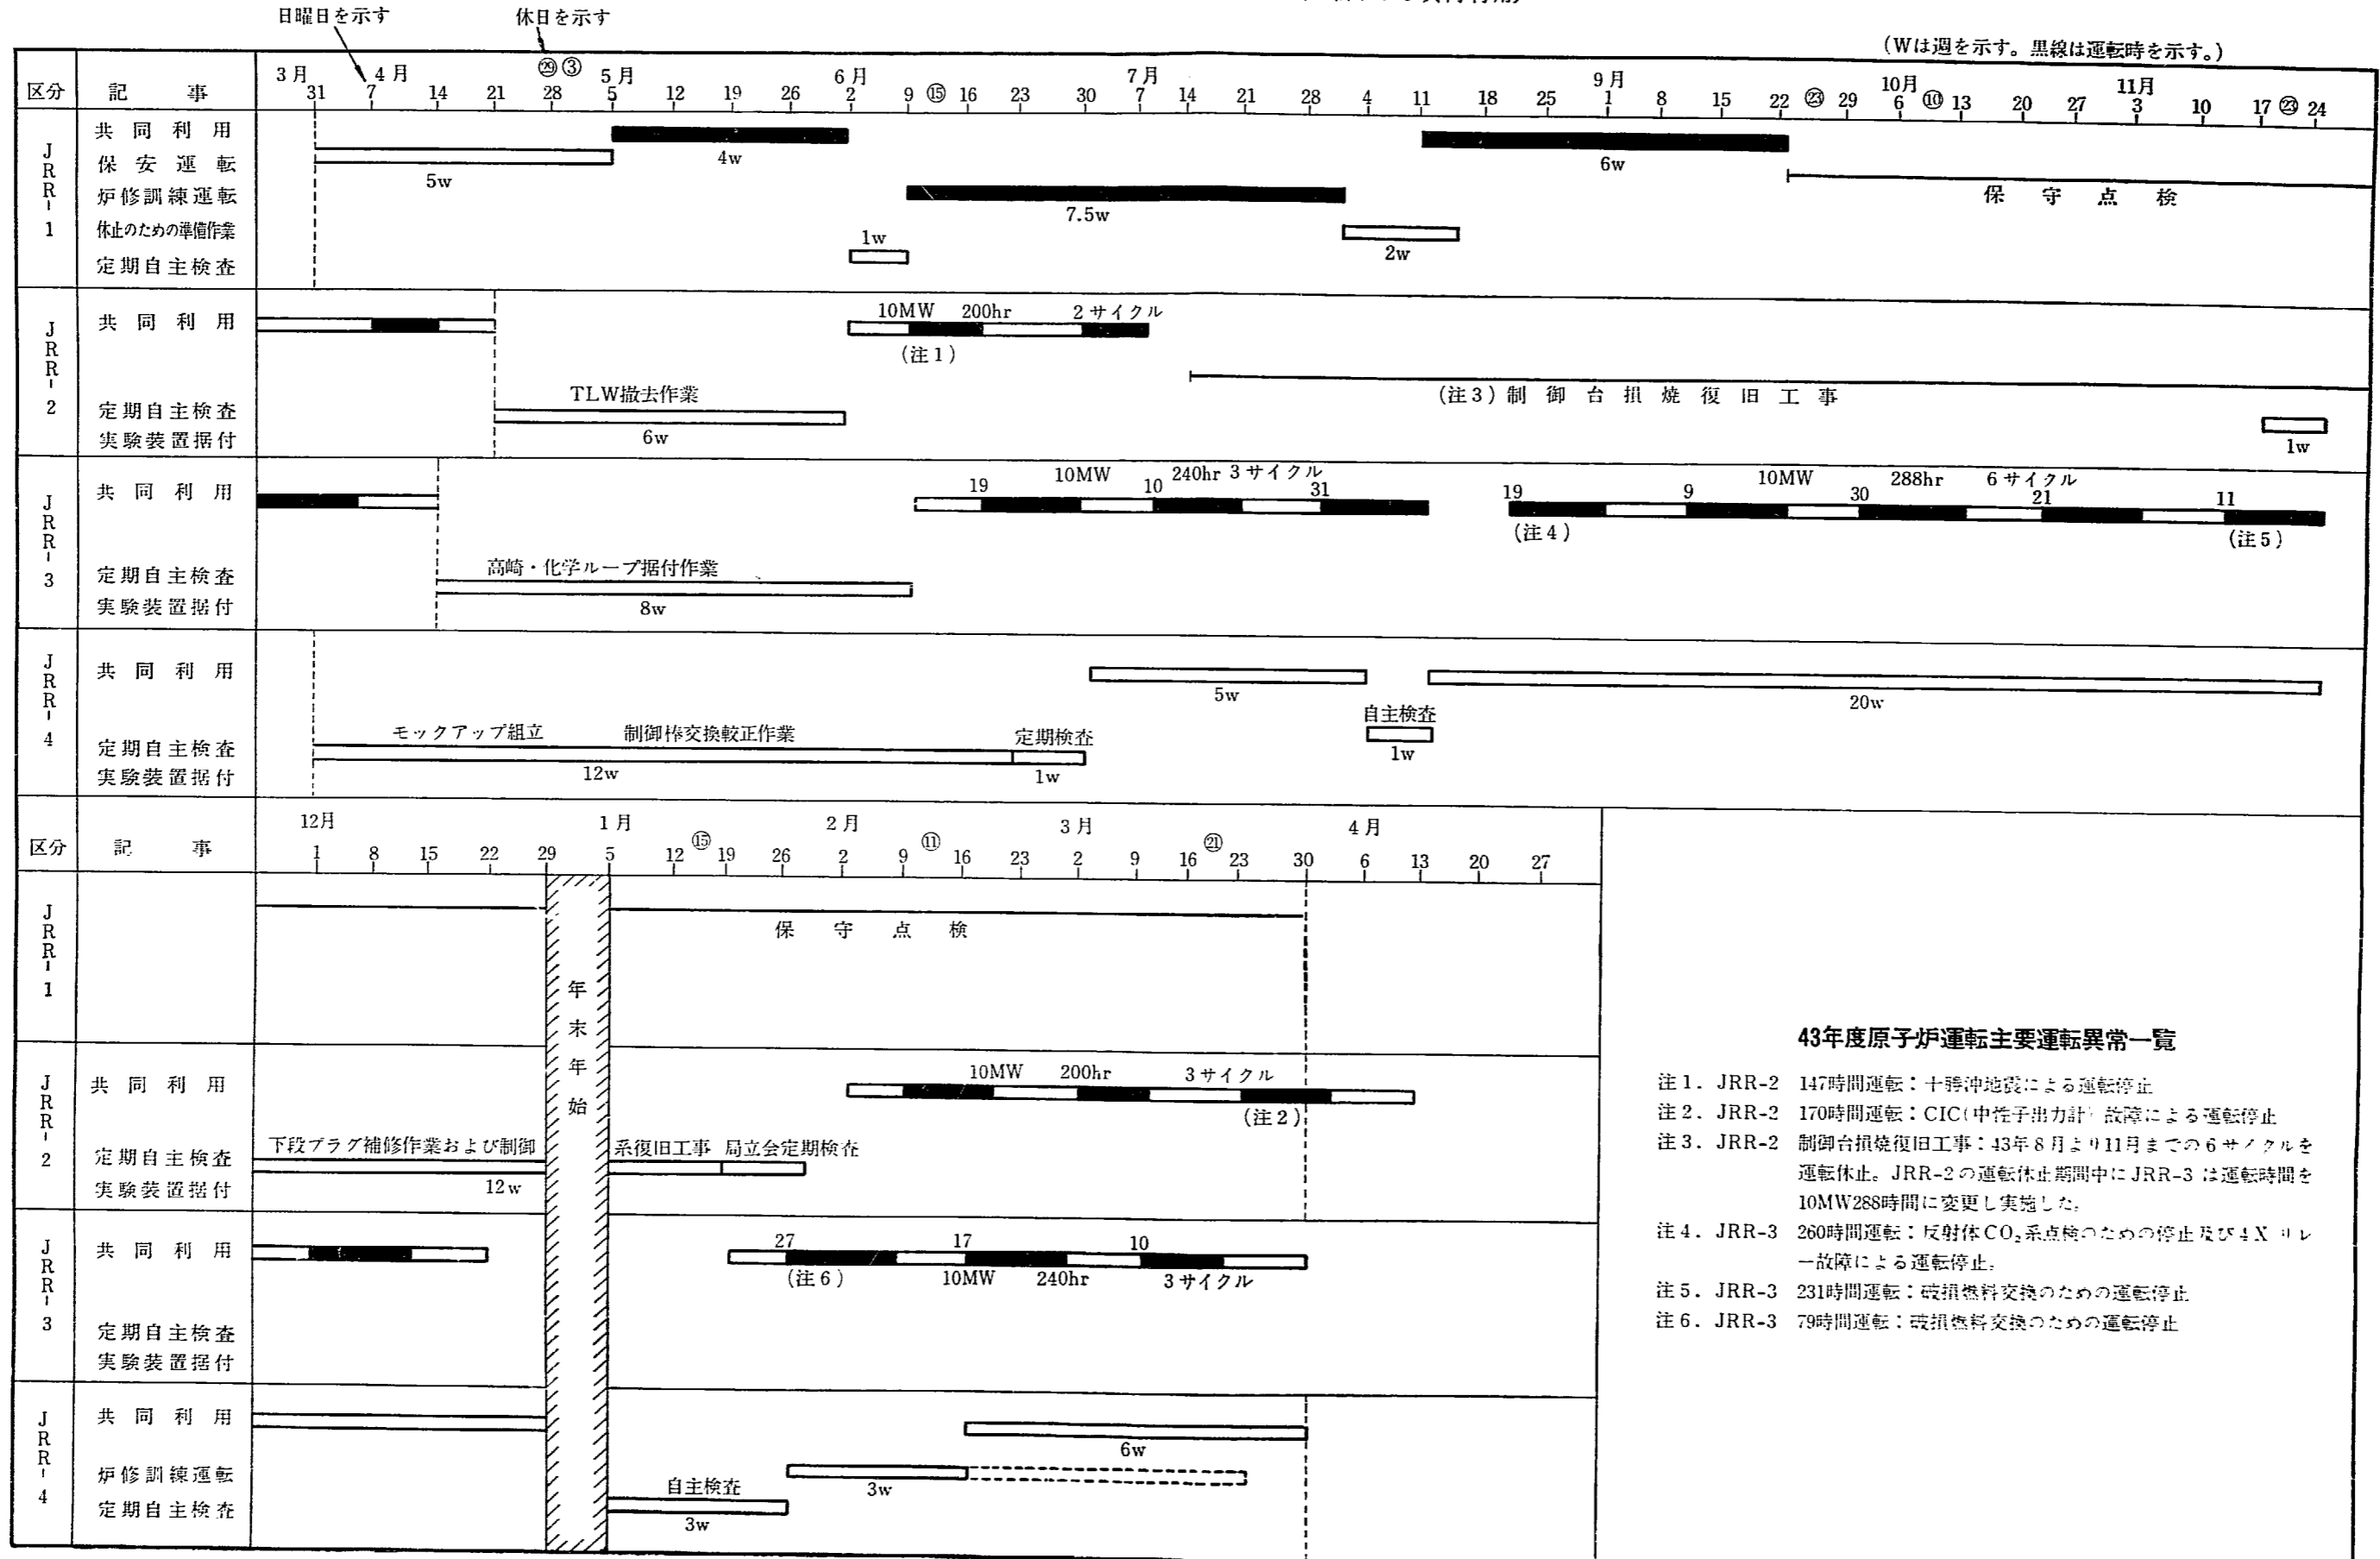 日曜日を示す 休日を示す
(Wは週を示す。黒線は運転時を示す。)
区分 記事 3月 4月 ㉙ ③ 5月 6月 7月 9月 10月 11月
31 7 14 21 28 5 12 19 26 2 9 ⑮ 16 23 30 7 14 21 28 4 11 18 25 1 8 15 22 ㉓ 29 6 ⑩ 13 20 27 3 10 17 ㉓ 24
JRR-1
共同利用 4w 6w
保安運転 5w
炉修訓練運転 7.5w 保守点検
休止のための準備作業 2w
定期自主検査 1w
JRR-2
共同利用 10MW 200hr 2サイクル
(注1)
(注3)制御台損焼復旧工事
TLW撤去作業
定期自主検査
実験装置据付 6w 1w
JRR-3
共同利用 19 10MW 10 240hr 3サイクル 31 19 9 10MW 30 288hr 6サイクル 21 11
(注4) (注5)
高崎・化学ループ据付作業
定期自主検査
実験装置据付 8w
JRR-4
共同利用 5w 20w
モックアップ組立 制御棒交換較正作業 定期検査 自主検査
定期自主検査 1w
実験装置据付 12w 1w
区分 記事 12月 1月 2月 3月 4月
1 8 15 22 29 5 12 ⑮ 19 26 2 9 ⑪ 16 23 2 9 16 ㉑ 23 30 6 13 20 27
JRR-1
保守点検
年末年始
JRR-2
共同利用 10MW 200hr 3サイクル
(注2)
下段プラグ補修作業および制御 系復旧工事 局立会定期検査
定期自主検査
実験装置据付 12w
JRR-3
共同利用 27 17 10
(注6) 10MW 240hr 3サイクル
定期自主検査
実験装置据付
JRR-4
共同利用 6w
炉修訓練運転 3w
自主検査
定期自主検査 3w
43年度原子炉運転主要運転異常一覧
注1. JRR-2 147時間運転：十勝沖地震による運転停止
注2. JRR-2 170時間運転：CIC(中性子出力計)故障による運転停止
注3. JRR-2 制御台損焼復旧工事：43年8月より11月までの6サイクルを
運転休止。JRR-2の運転休止期間中にJRR-3は運転時間を
10MW288時間に変更し実施した。
注4. JRR-3 260時間運転：反射体CO₂系点検のための停止及び4Xリレ
ー故障による運転停止。
注5. JRR-3 231時間運転：破損燃料交換のための運転停止
注6. JRR-3 79時間運転：破損燃料交換のための運転停止